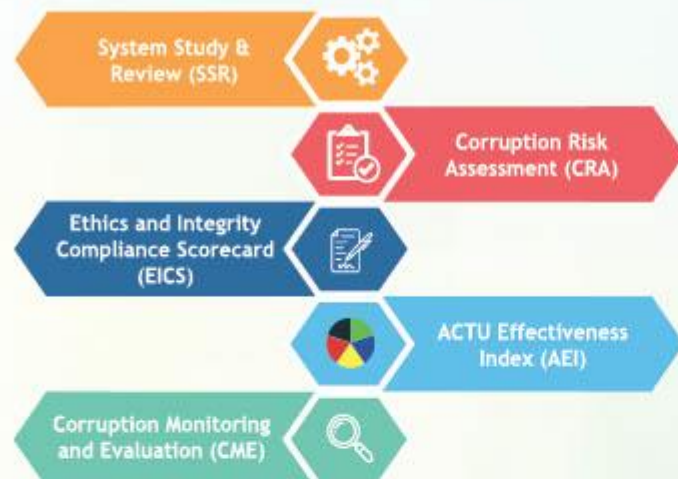 System Study &
Review (SSR)
Corruption Risk
Assessment (CRA)
Ethics and Integrity
Compliance Scorecard
(EICS)
ACTU Effectiveness
Index (AEI)
Corruption Monitoring
and Evaluation (CME)